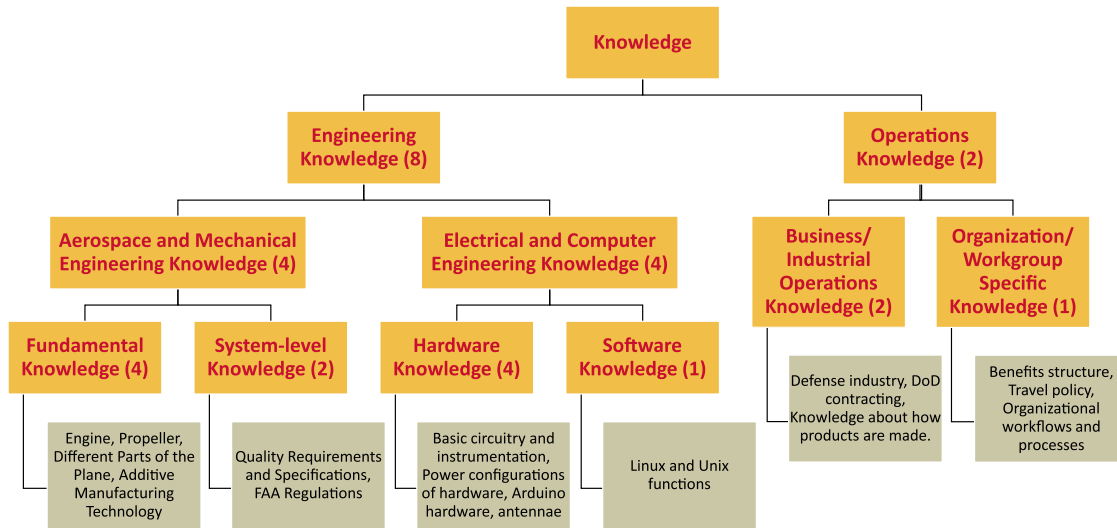 Knowledge
Engineering
Knowledge (8)
Operations
Knowledge (2)
Aerospace and Mechanical
Engineering Knowledge (4)
Electrical and Computer
Engineering Knowledge (4)
Business/
Industrial
Operations
Knowledge (2)
Organization/
Workgroup
Specific
Knowledge (1)
Fundamental
Knowledge (4)
System-level
Knowledge (2)
Hardware
Knowledge (4)
Software
Knowledge (1)
Engine, Propeller,
Different Parts of the
Plane, Additive
Manufacturing
Technology
Quality Requirements
and Specifications,
FAA Regulations
Basic circuitry and
instrumentation,
Power configurations
of hardware, Arduino
hardware, antennae
Linux and Unix
functions
Defense industry, DoD
contracting,
Knowledge about how
products are made.
Benefits structure,
Travel policy,
Organizational
workflows and
processes